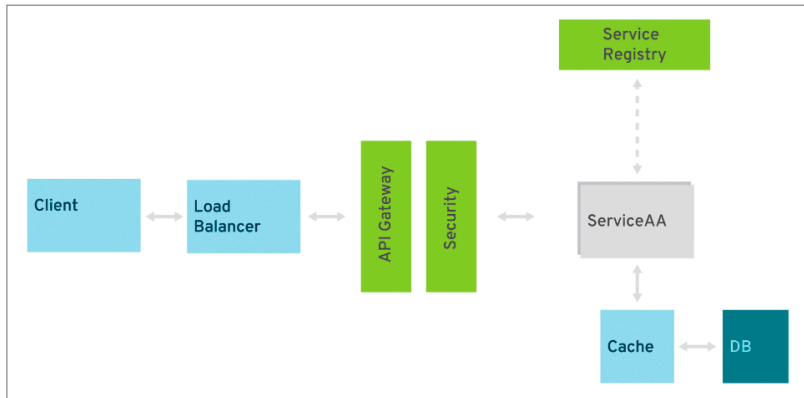 Service
Registry
Client
Load
Balancer
API Gateway
Security
ServiceAA
Cache
DB